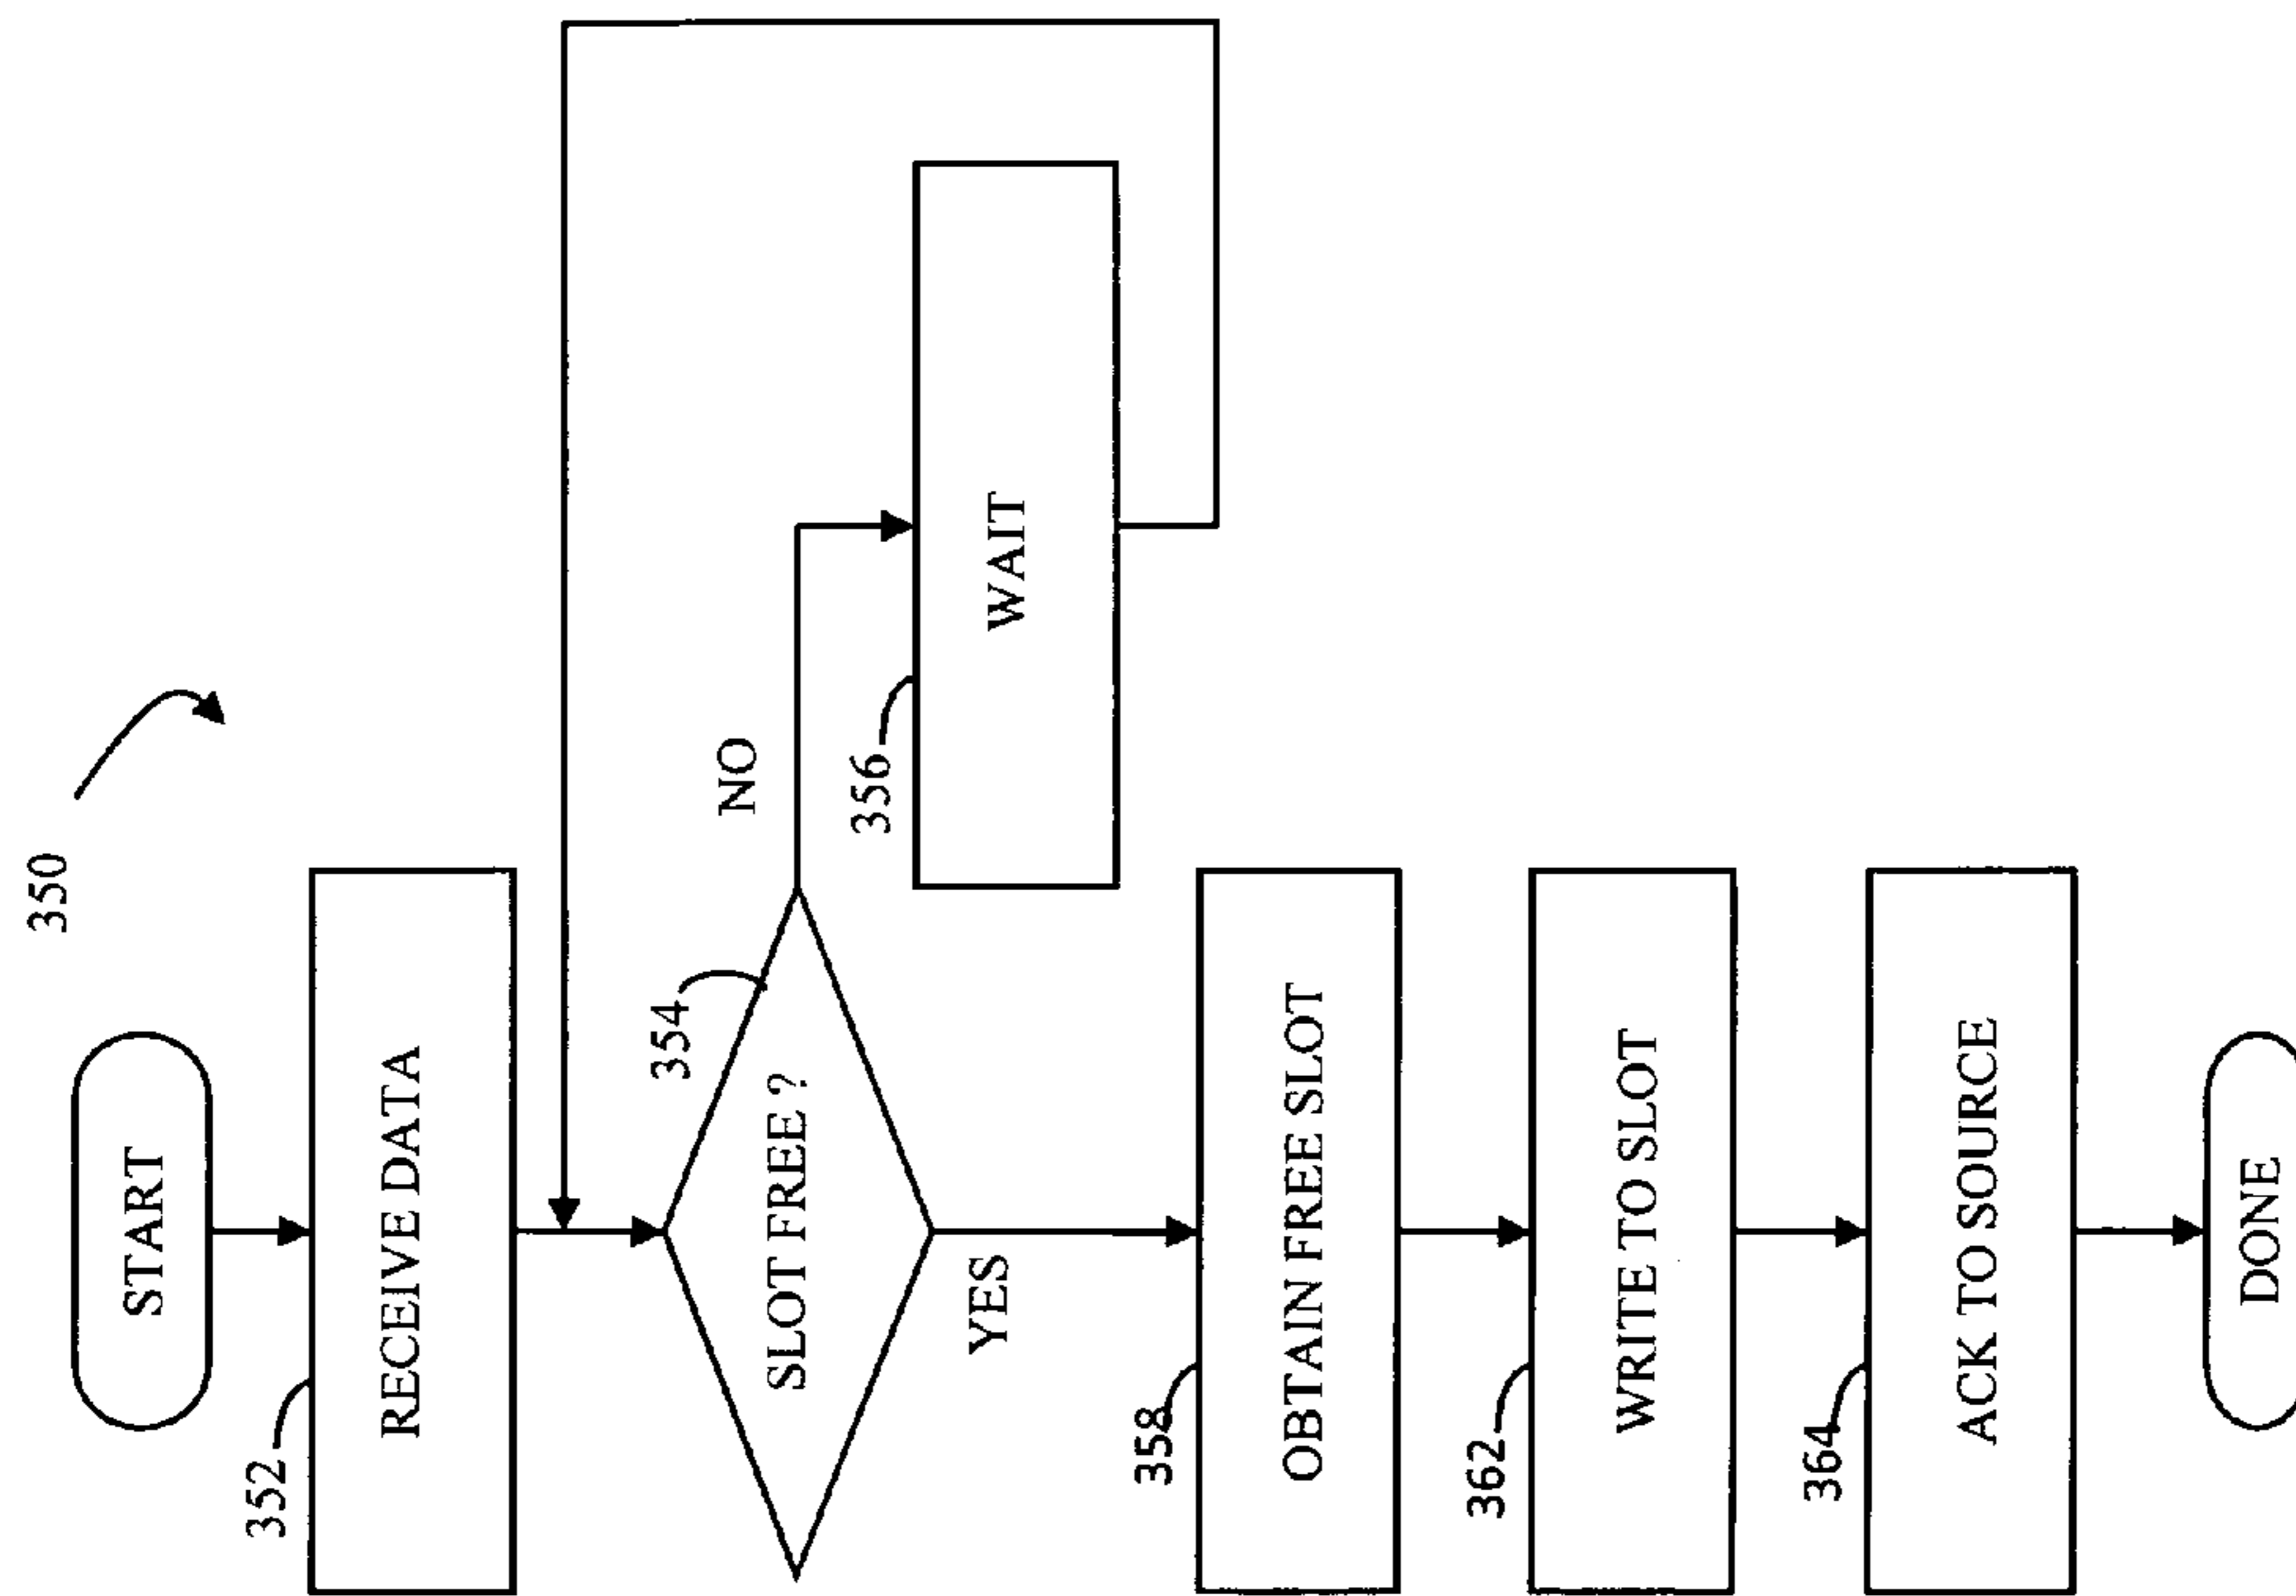 350
START
352
RECEIVE DATA
354
SLOT FREE ?
NO
356
WAIT
YES
358
OBTAIN FREE SLOT
362
WRITE TO SLOT
364
ACK TO SOURCE
DONE